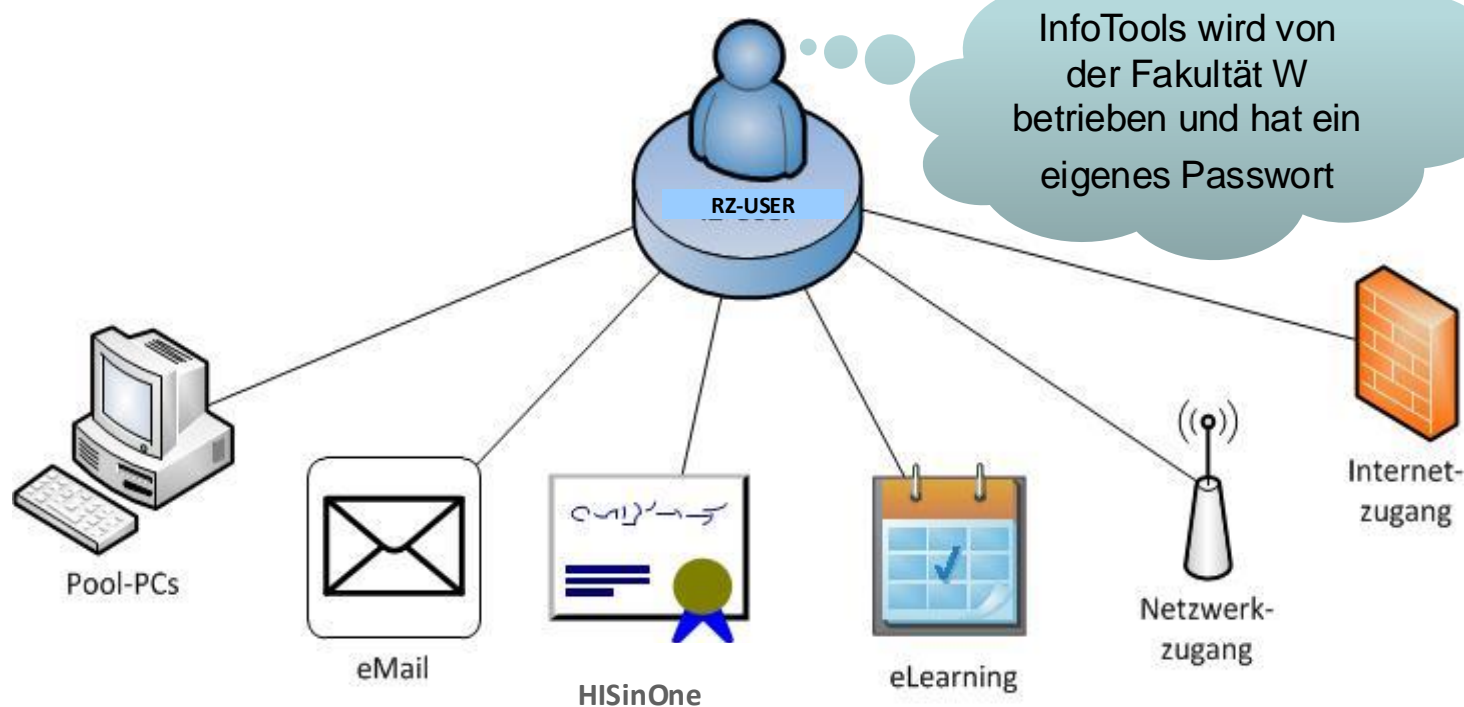 InfoTools wird von
der Fakultät W
betrieben und hat ein
eigenes Passwort
RZ-USER
Pool-PCs
eMail
HISinOne
eLearning
Netzwerk-
zugang
Internet-
zugang